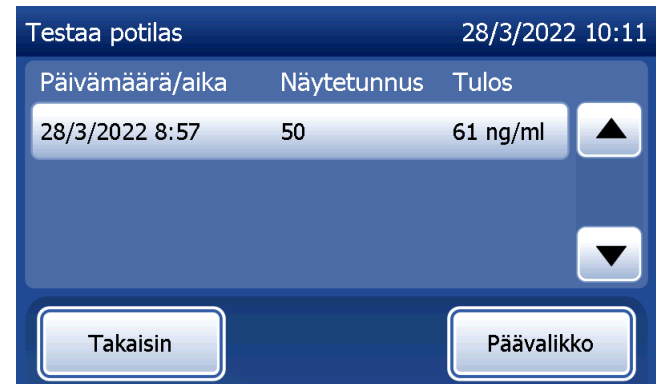 Testaa potilas 28/3/2022 10:11
Päivämäärä/aika Näytetunnus Tulos
28/3/2022 8:57 50 61 ng/ml
Takaisin Päävalikko